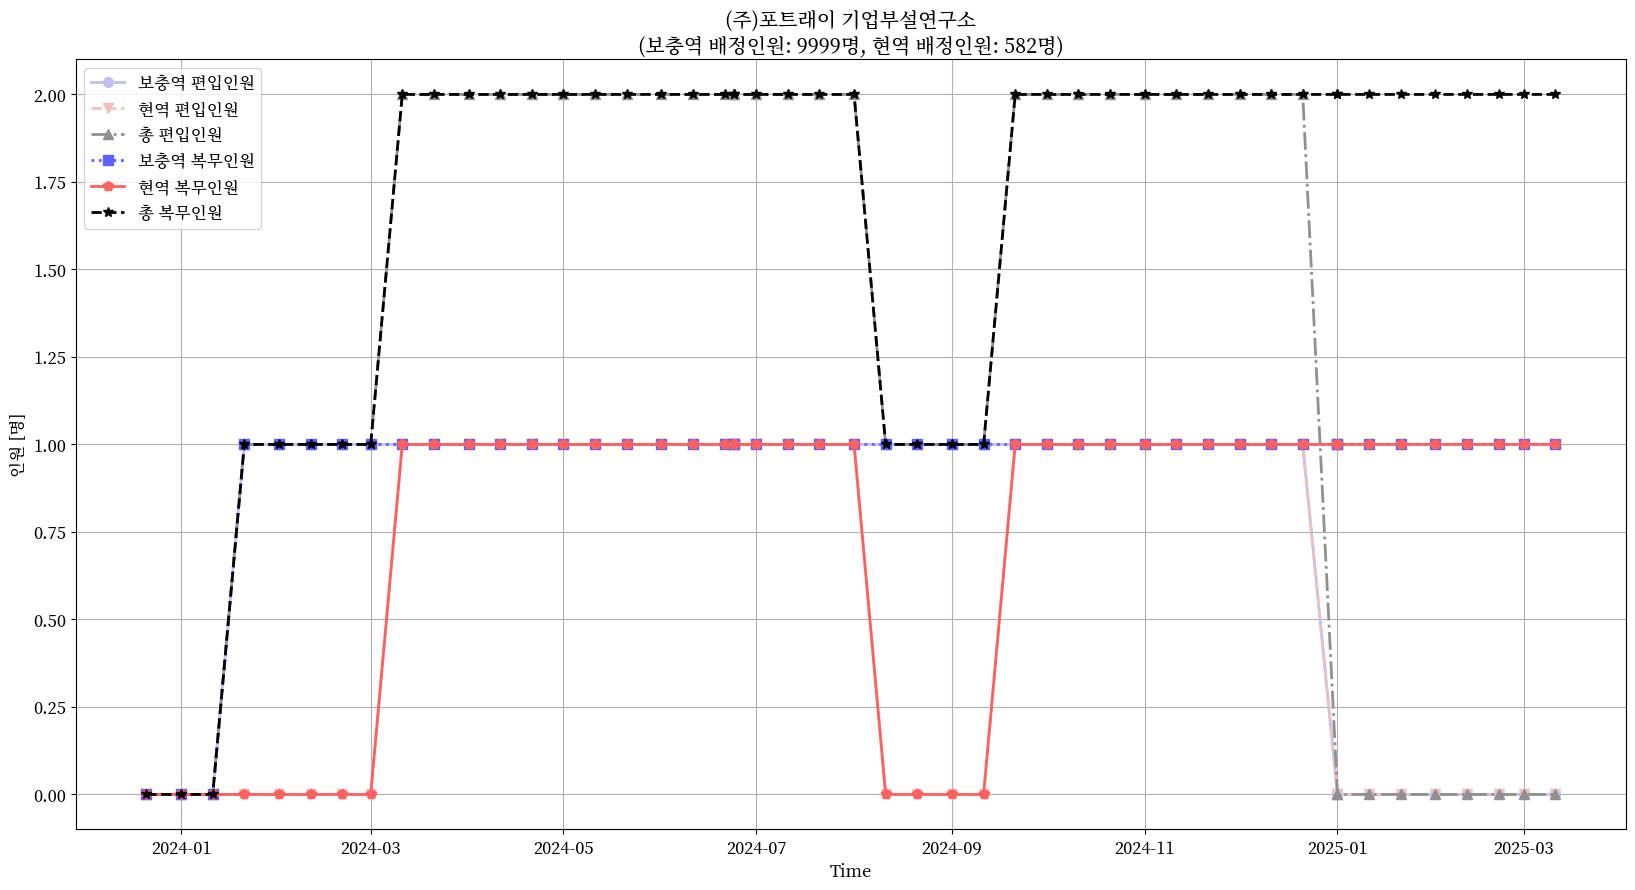 (주)포트래이 기업부설연구소
(보충역 배정인원: 9999명, 현역 배정인원: 582명)
보충역 편입인원
현역 편입인원
총 편입인원
보충역 복무인원
현역 복무인원
총 복무인원
2.00
1.75
1.50
1.25
1.00
0.75
0.50
0.25
0.00
인원 [명]
2024-01
2024-03
2024-05
2024-07
2024-09
2024-11
2025-01
2025-03
Time